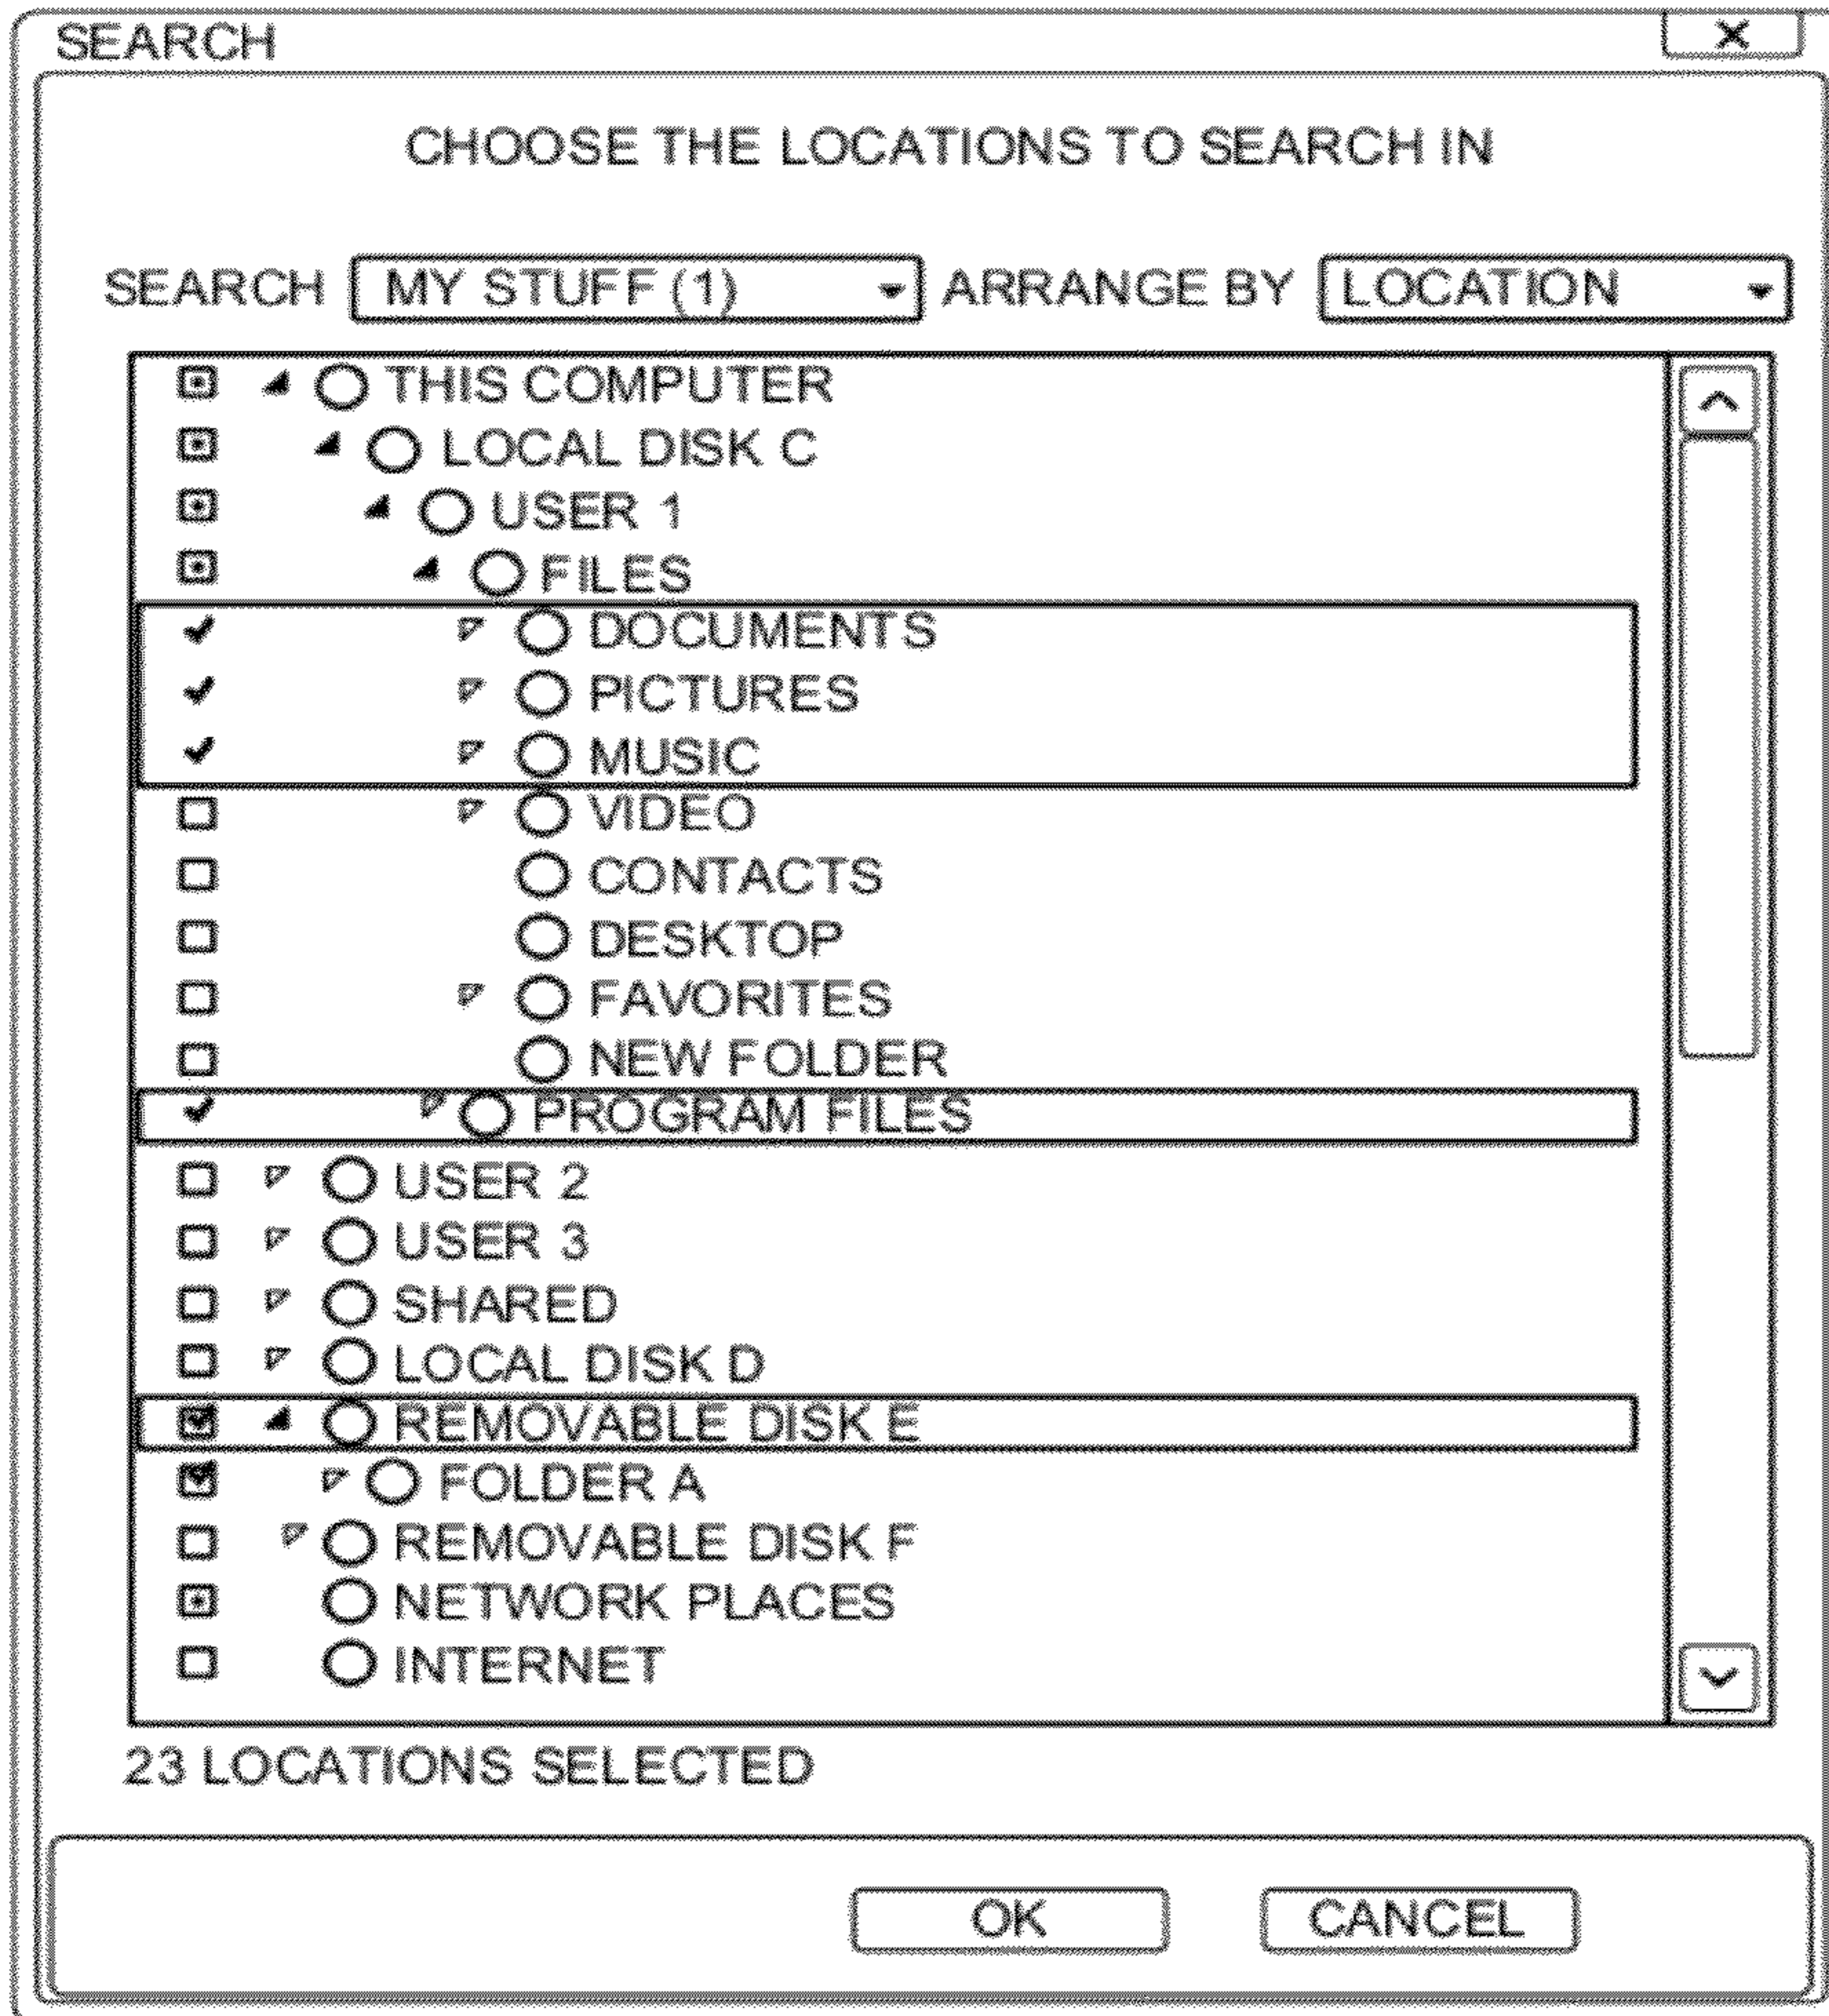 SEARCH X
CHOOSE THE LOCATIONS TO SEARCH IN
SEARCH MY STUFF (1) ARRANGE BY LOCATION
THIS COMPUTER
LOCAL DISK C
USER 1
FILES
DOCUMENTS
PICTURES
MUSIC
VIDEO
CONTACTS
DESKTOP
FAVORITES
NEW FOLDER
PROGRAM FILES
USER 2
USER 3
SHARED
LOCAL DISK D
REMOVABLE DISK E
FOLDER A
REMOVABLE DISK F
NETWORK PLACES
INTERNET
23 LOCATIONS SELECTED
OK CANCEL